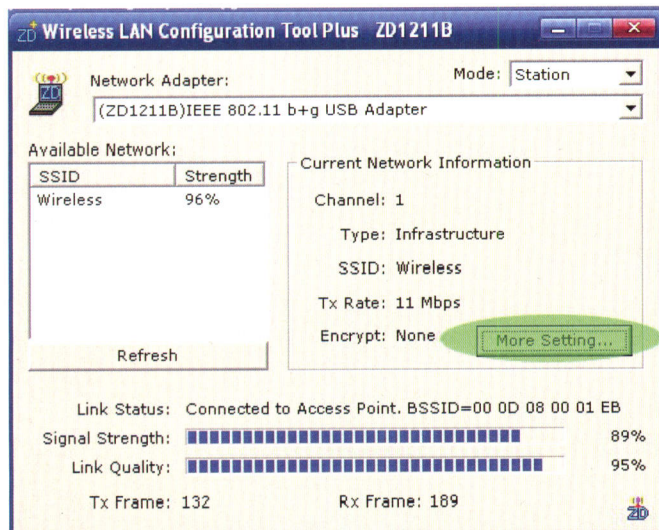 ZD Wireless LAN Configuration Tool Plus ZD1211B
Mode: Station
ZD
Network Adapter:
(ZD1211B)IEEE 802.11 b+g USB Adapter
Available Network:
SSID Strength
Wireless 96%
Refresh
Current Network Information
Channel: 1
Type: Infrastructure
SSID: Wireless
Tx Rate: 11 Mbps
Encrypt: None
More Setting...
Link Status: Connected to Access Point. BSSID=00 0D 08 00 01 EB
Signal Strength: 89%
Link Quality: 95%
Tx Frame: 132 Rx Frame: 189
ZD